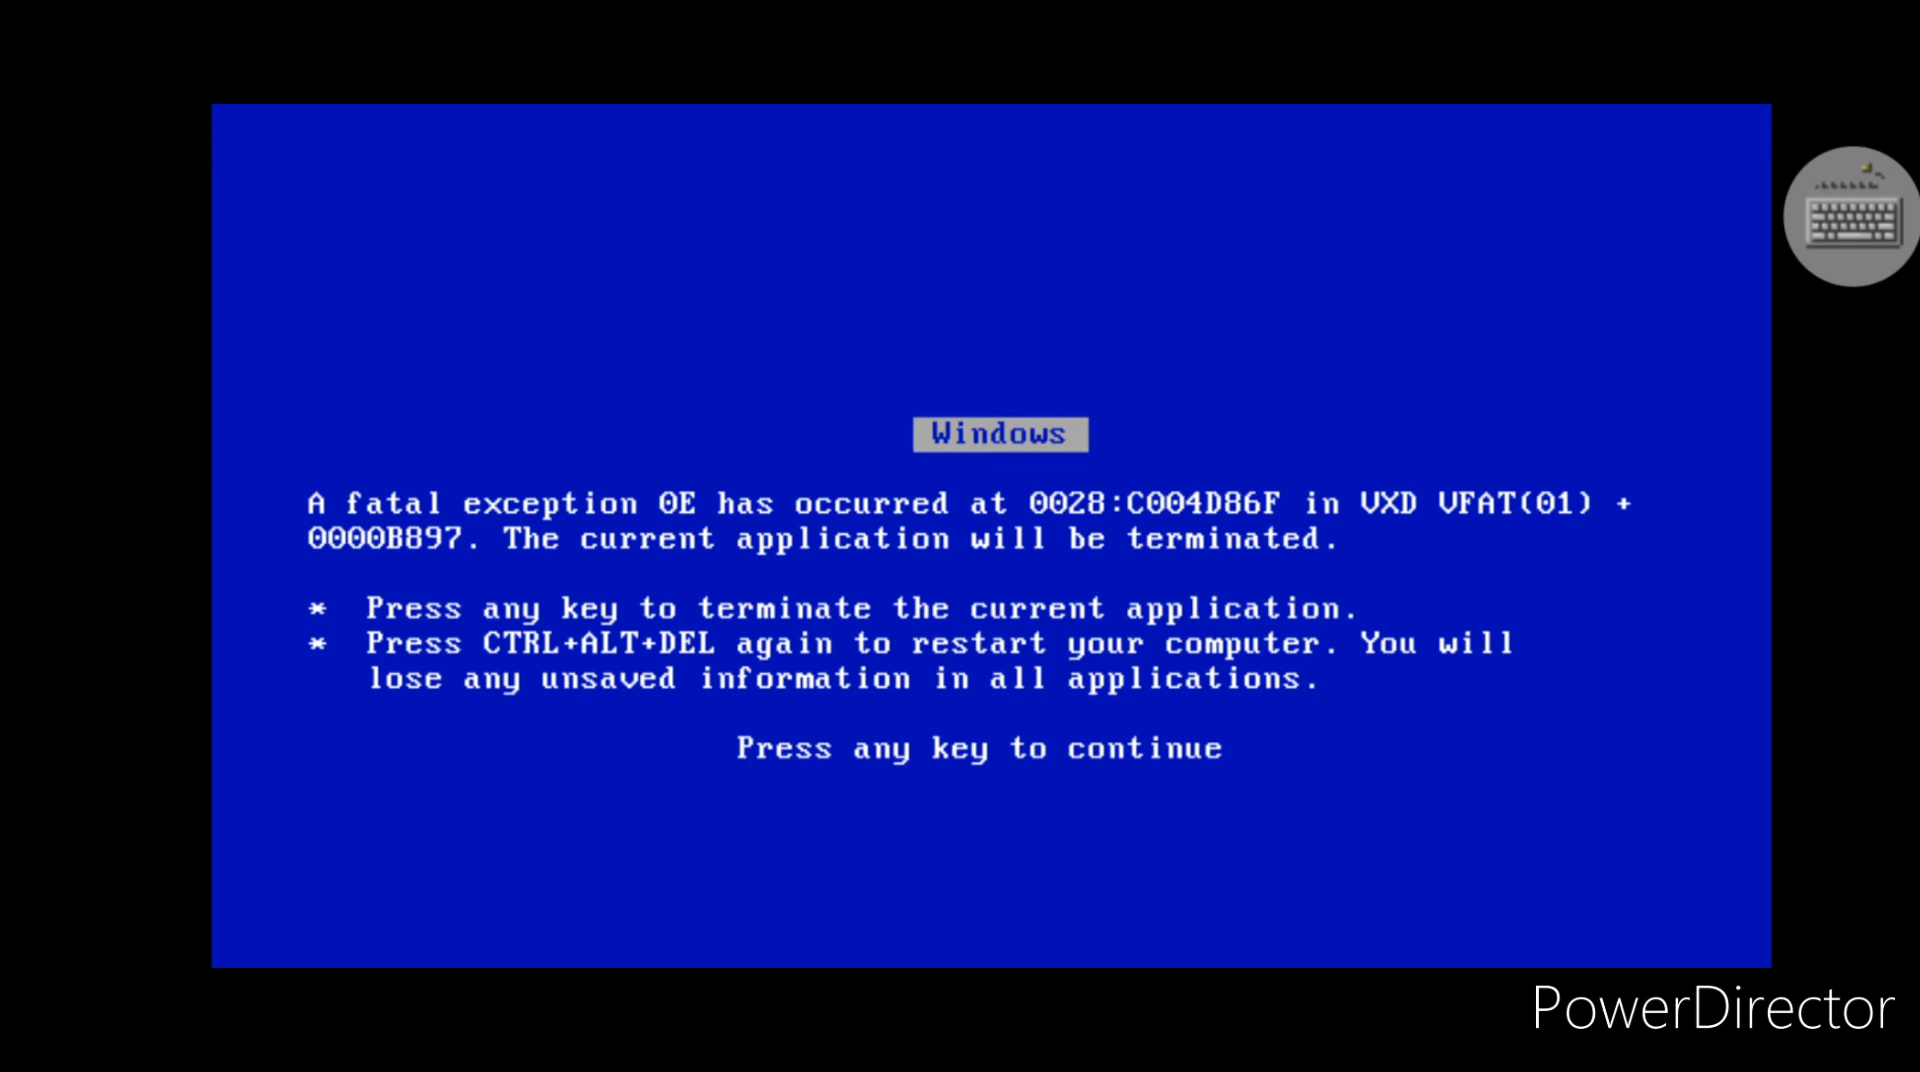 Windows
A fatal exception 0E has occurred at 0028:C004D86F in VXD VFAT(01) +
0000B897. The current application will be terminated.
* Press any key to terminate the current application.
* Press CTRL+ALT+DEL again to restart your computer. You will
lose any unsaved information in all applications.
Press any key to continue
PowerDirector